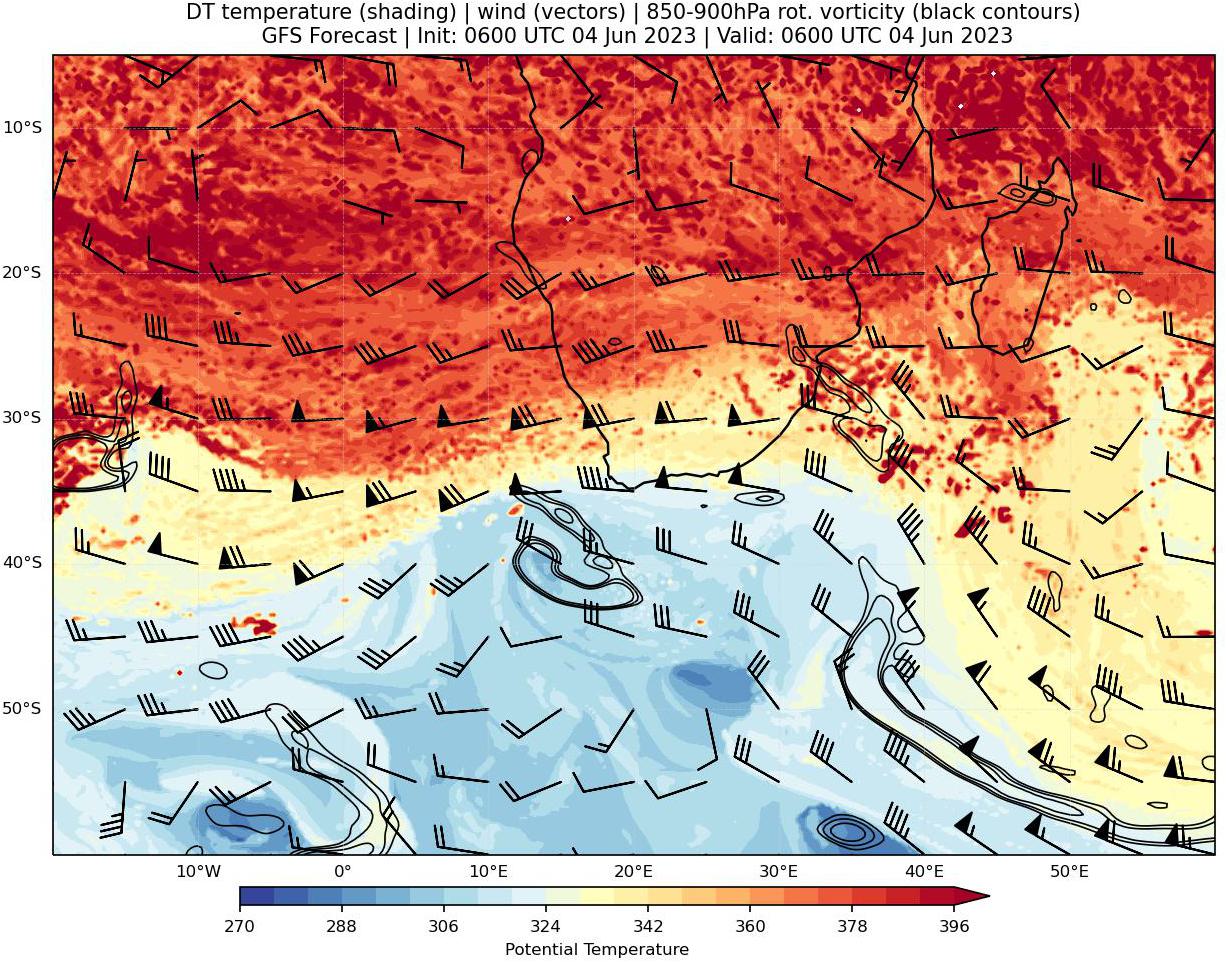 DT temperature (shading) | wind (vectors) | 850-900hPa rot. vorticity (black contours)
GFS Forecast | Init: 0600 UTC 04 Jun 2023 | Valid: 0600 UTC 04 Jun 2023
10°S
20°S
30°S
40°S
50°S
10°W 0° 10°E 20°E 30°E 40°E 50°E
270 288 306 324 342 360 378 396
Potential Temperature